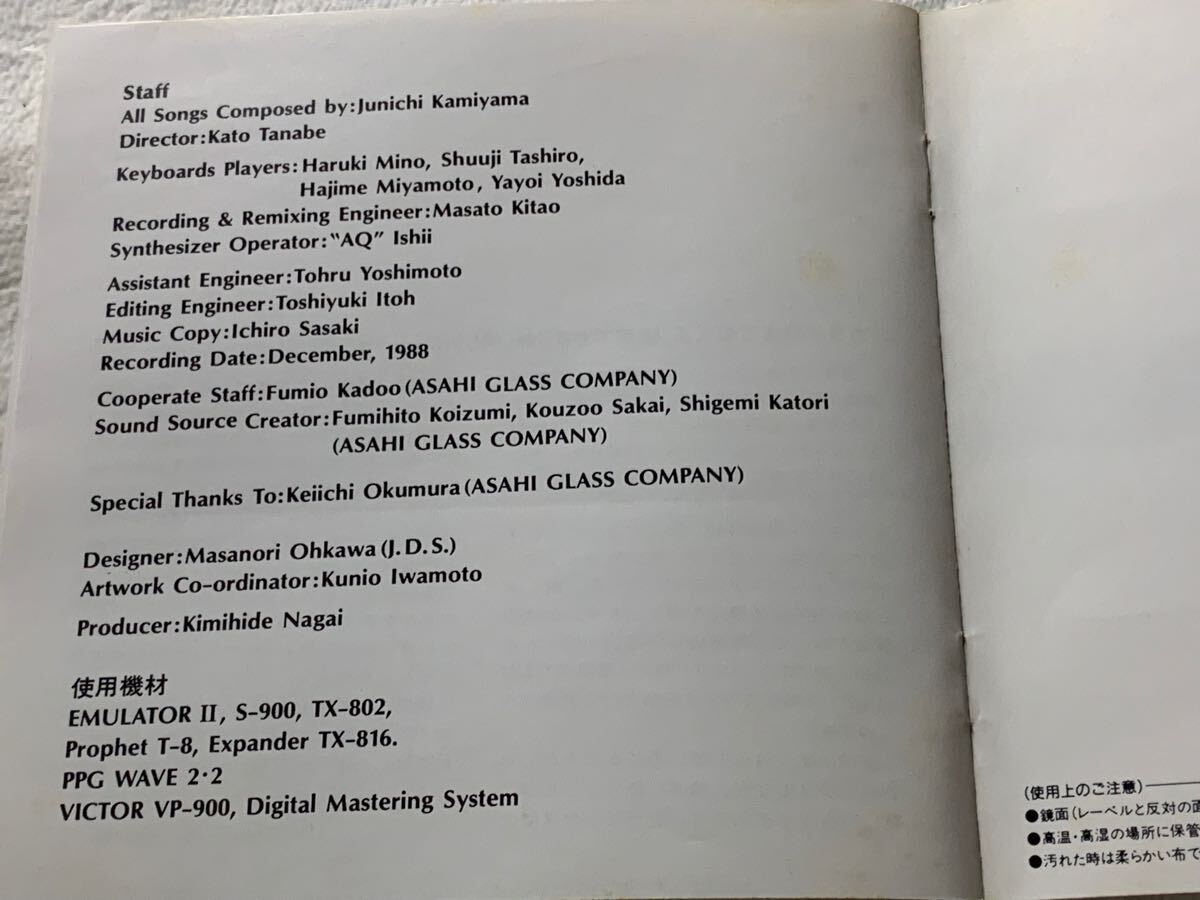 Staff
All Songs Composed by:Junichi Kamiyama
Director:Kato Tanabe
Keyboards Players:Haruki Mino, Shuuji Tashiro,
Hajime Miyamoto, Yayoi Yoshida
Recording & Remixing Engineer:Masato Kitao
Synthesizer Operator:"AQ" Ishii
Assistant Engineer:Tohru Yoshimoto
Editing Engineer:Toshiyuki Itoh
Music Copy:Ichiro Sasaki
Recording Date:December, 1988
Cooperate Staff:Fumio Kadoo(ASAHI GLASS COMPANY)
Sound Source Creator:Fumihito Koizumi, Kouzoo Sakai, Shigemi Katori
(ASAHI GLASS COMPANY)
Special Thanks To:Keiichi Okumura(ASAHI GLASS COMPANY)
Designer:Masanori Ohkawa(J.D.S.)
Artwork Co-ordinator:Kunio Iwamoto
Producer:Kimihide Nagai
使用機材
EMULATOR II, S-900, TX-802,
Prophet T-8, Expander TX-816.
PPG WAVE 2·2
VICTOR VP-900, Digital Mastering System
(使用上のご注意)
●鏡面(レーベルと反対の面
●高温・高湿の場所に保管
●汚れた時は柔らかい布で